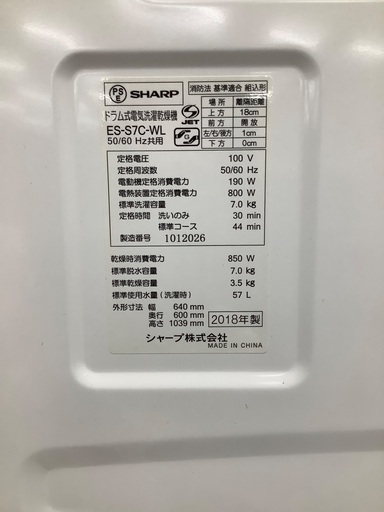 PS E SHARP
ドラム式電気洗濯乾燥機
ES-S7C-WL
50/60 Hz共用
S-JET
消防法 基準適合 組込形
場所 離隔距離
上方 18cm
前方 開放
左/右/後方 1cm
下方 0cm
定格電圧 100 V
定格周波数 50/60 Hz
電動機定格消費電力 190 W
電熱装置定格消費電力 800 W
標準洗濯容量 7.0 kg
定格時間 洗いのみ 30 min
標準コース 44 min
製造番号 1012026
乾燥時消費電力 850 W
標準脱水容量 7.0 kg
標準乾燥容量 3.5 kg
標準使用水量(洗濯時) 57 L
外形寸法 幅 640 mm
奥行 600 mm
高さ 1039 mm
2018年製
シャープ株式会社
MADE IN CHINA